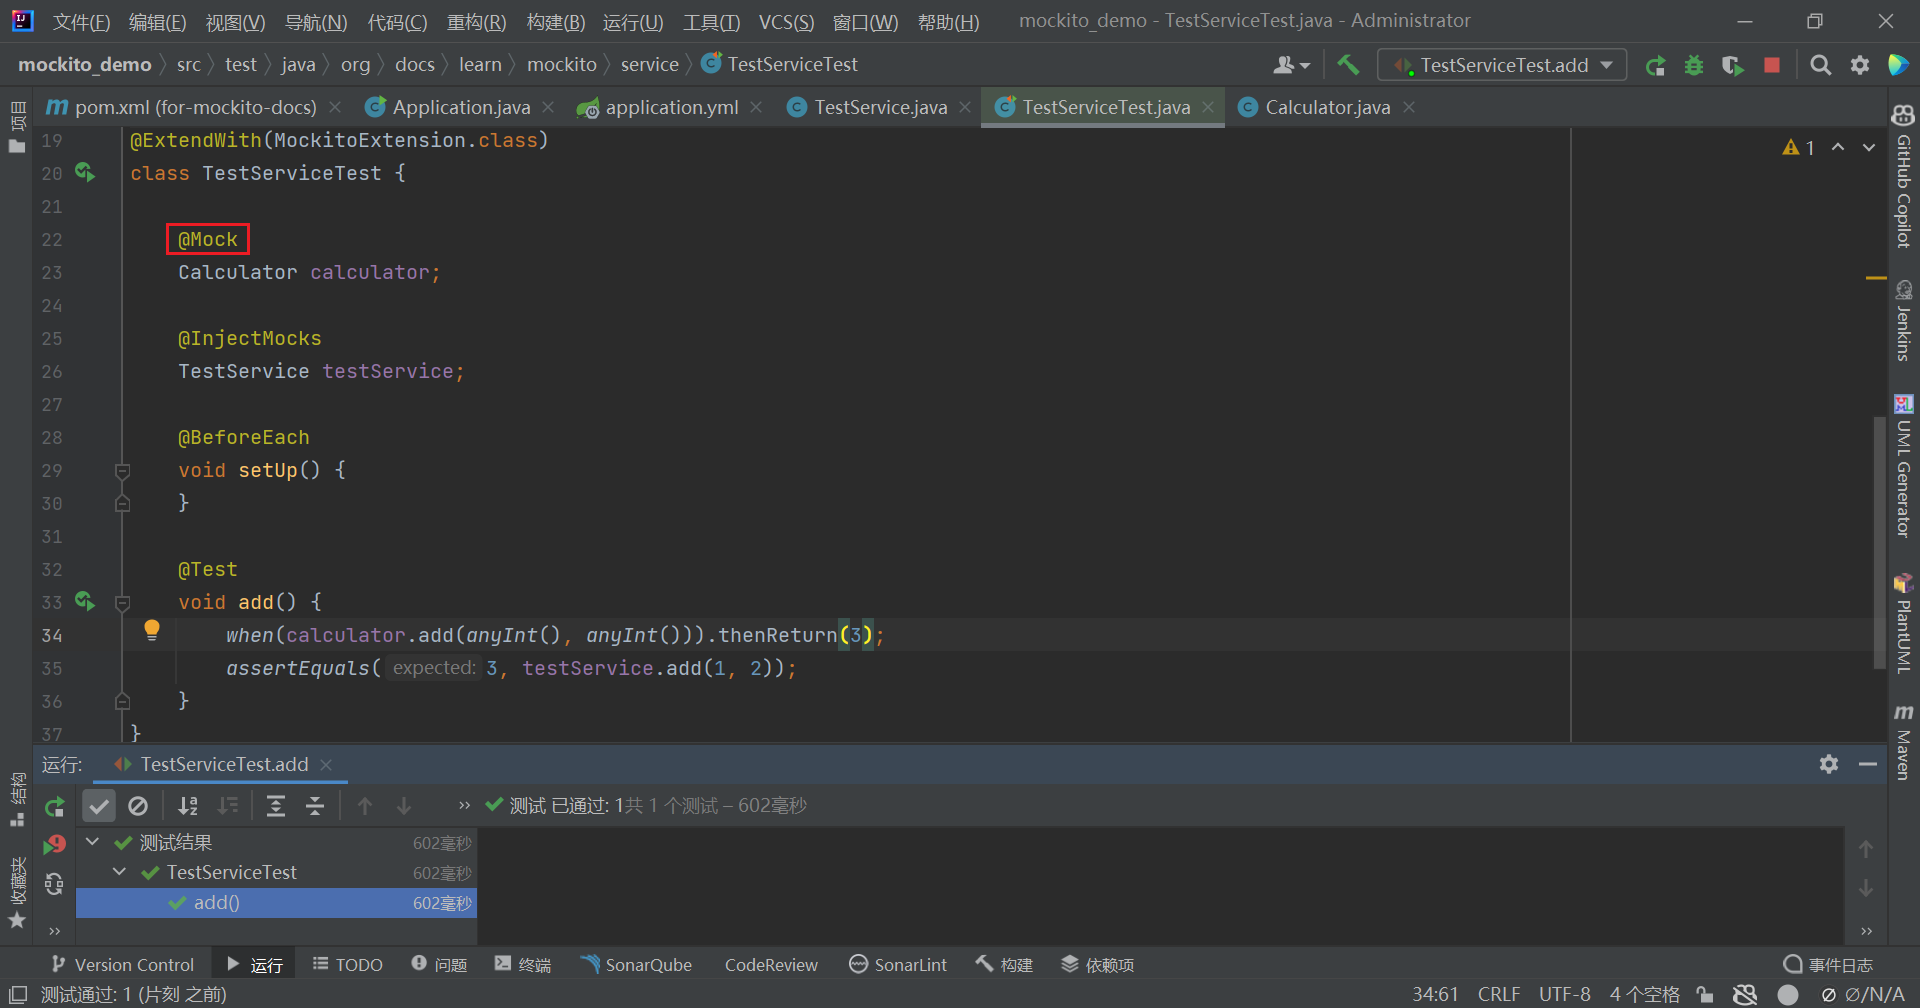 文件(F) 编辑(E) 视图(V) 导航(N) 代码(C) 重构(R) 构建(B) 运行(U) 工具(T) VCS(S) 窗口(W) 帮助(H) mockito_demo - TestServiceTest.java - Administrator
mockito_demo src test java org docs learn mockito service TestServiceTest TestServiceTest.add
pom.xml (for-mockito-docs) Application.java application.yml TestService.java TestServiceTest.java Calculator.java
项目
19 @ExtendWith(MockitoExtension.class)
1
20 class TestServiceTest {
21
22 @Mock
23 Calculator calculator;
24
25 @InjectMocks
26 TestService testService;
27
28 @BeforeEach
29 void setUp() {
30 }
31
32 @Test
33 void add() {
34 when(calculator.add(anyInt(), anyInt())).thenReturn(3);
35 assertEquals( expected: 3, testService.add(1, 2));
36 }
37 }
GitHub Copilot
Jenkins
UML Generator
PlantUML
Maven
运行: TestServiceTest.add
结构
收藏夹
测试 已通过: 1共 1 个测试 – 602毫秒
测试结果 602毫秒
TestServiceTest 602毫秒
add() 602毫秒
Version Control 运行 TODO 问题 终端 SonarQube CodeReview SonarLint 构建 依赖项 事件日志
测试通过: 1 (片刻 之前) 34:61 CRLF UTF-8 4 个空格 ∅/N/A